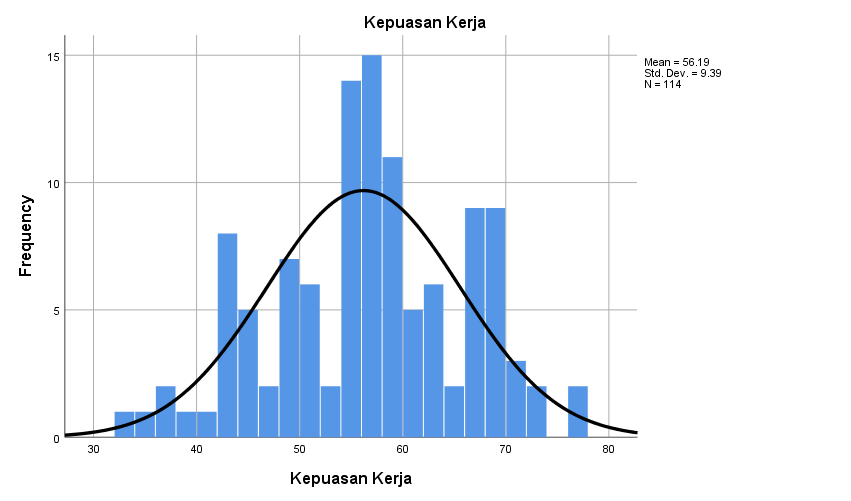 Kepuasan Kerja
Mean = 56.19
Std. Dev. = 9.39
N = 114
Frequency
15
10
5
0
30 40 50 60 70 80
Kepuasan Kerja